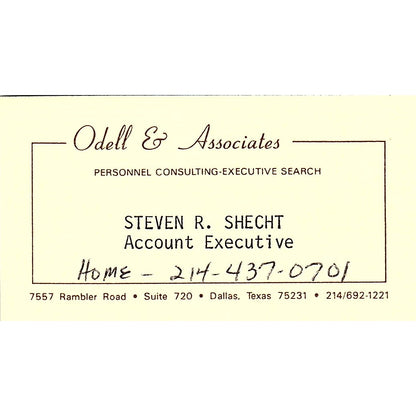 Odell & Associates
PERSONNEL CONSULTING-EXECUTIVE SEARCH
STEVEN R. SHECHT
Account Executive
HOME - 214-437-0701
7557 Rambler Road • Suite 720 • Dallas, Texas 75231 • 214/692-1221